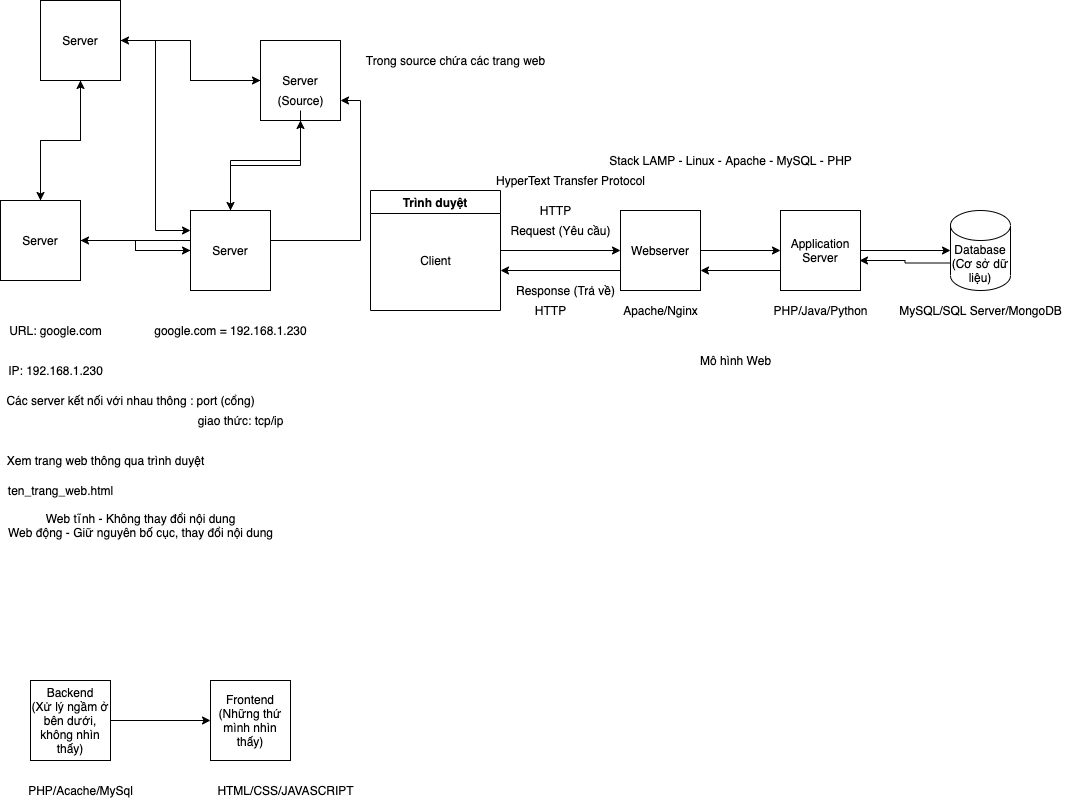 Server
Server
(Source)
Trong source chứa các trang web
Server
Server
Stack LAMP - Linux - Apache - MySQL - PHP
HyperText Transfer Protocol
Trình duyệt
Client
HTTP
Request (Yêu cầu)
Response (Trả về)
HTTP
Webserver
Apache/Nginx
Application
Server
PHP/Java/Python
Database
(Cơ sở dữ
liệu)
MySQL/SQL Server/MongoDB
Mô hình Web
URL: google.com
google.com = 192.168.1.230
IP: 192.168.1.230
Các server kết nối với nhau thông : port (cổng)
giao thức: tcp/ip
Xem trang web thông qua trình duyệt
ten_trang_web.html
Web tĩnh - Không thay đổi nội dung
Web động - Giữ nguyên bố cục, thay đổi nội dung
Backend
(Xử lý ngầm ở
bên dưới,
không nhìn
thấy)
PHP/Acache/MySql
Frontend
(Những thứ
mình nhìn
thấy)
HTML/CSS/JAVASCRIPT